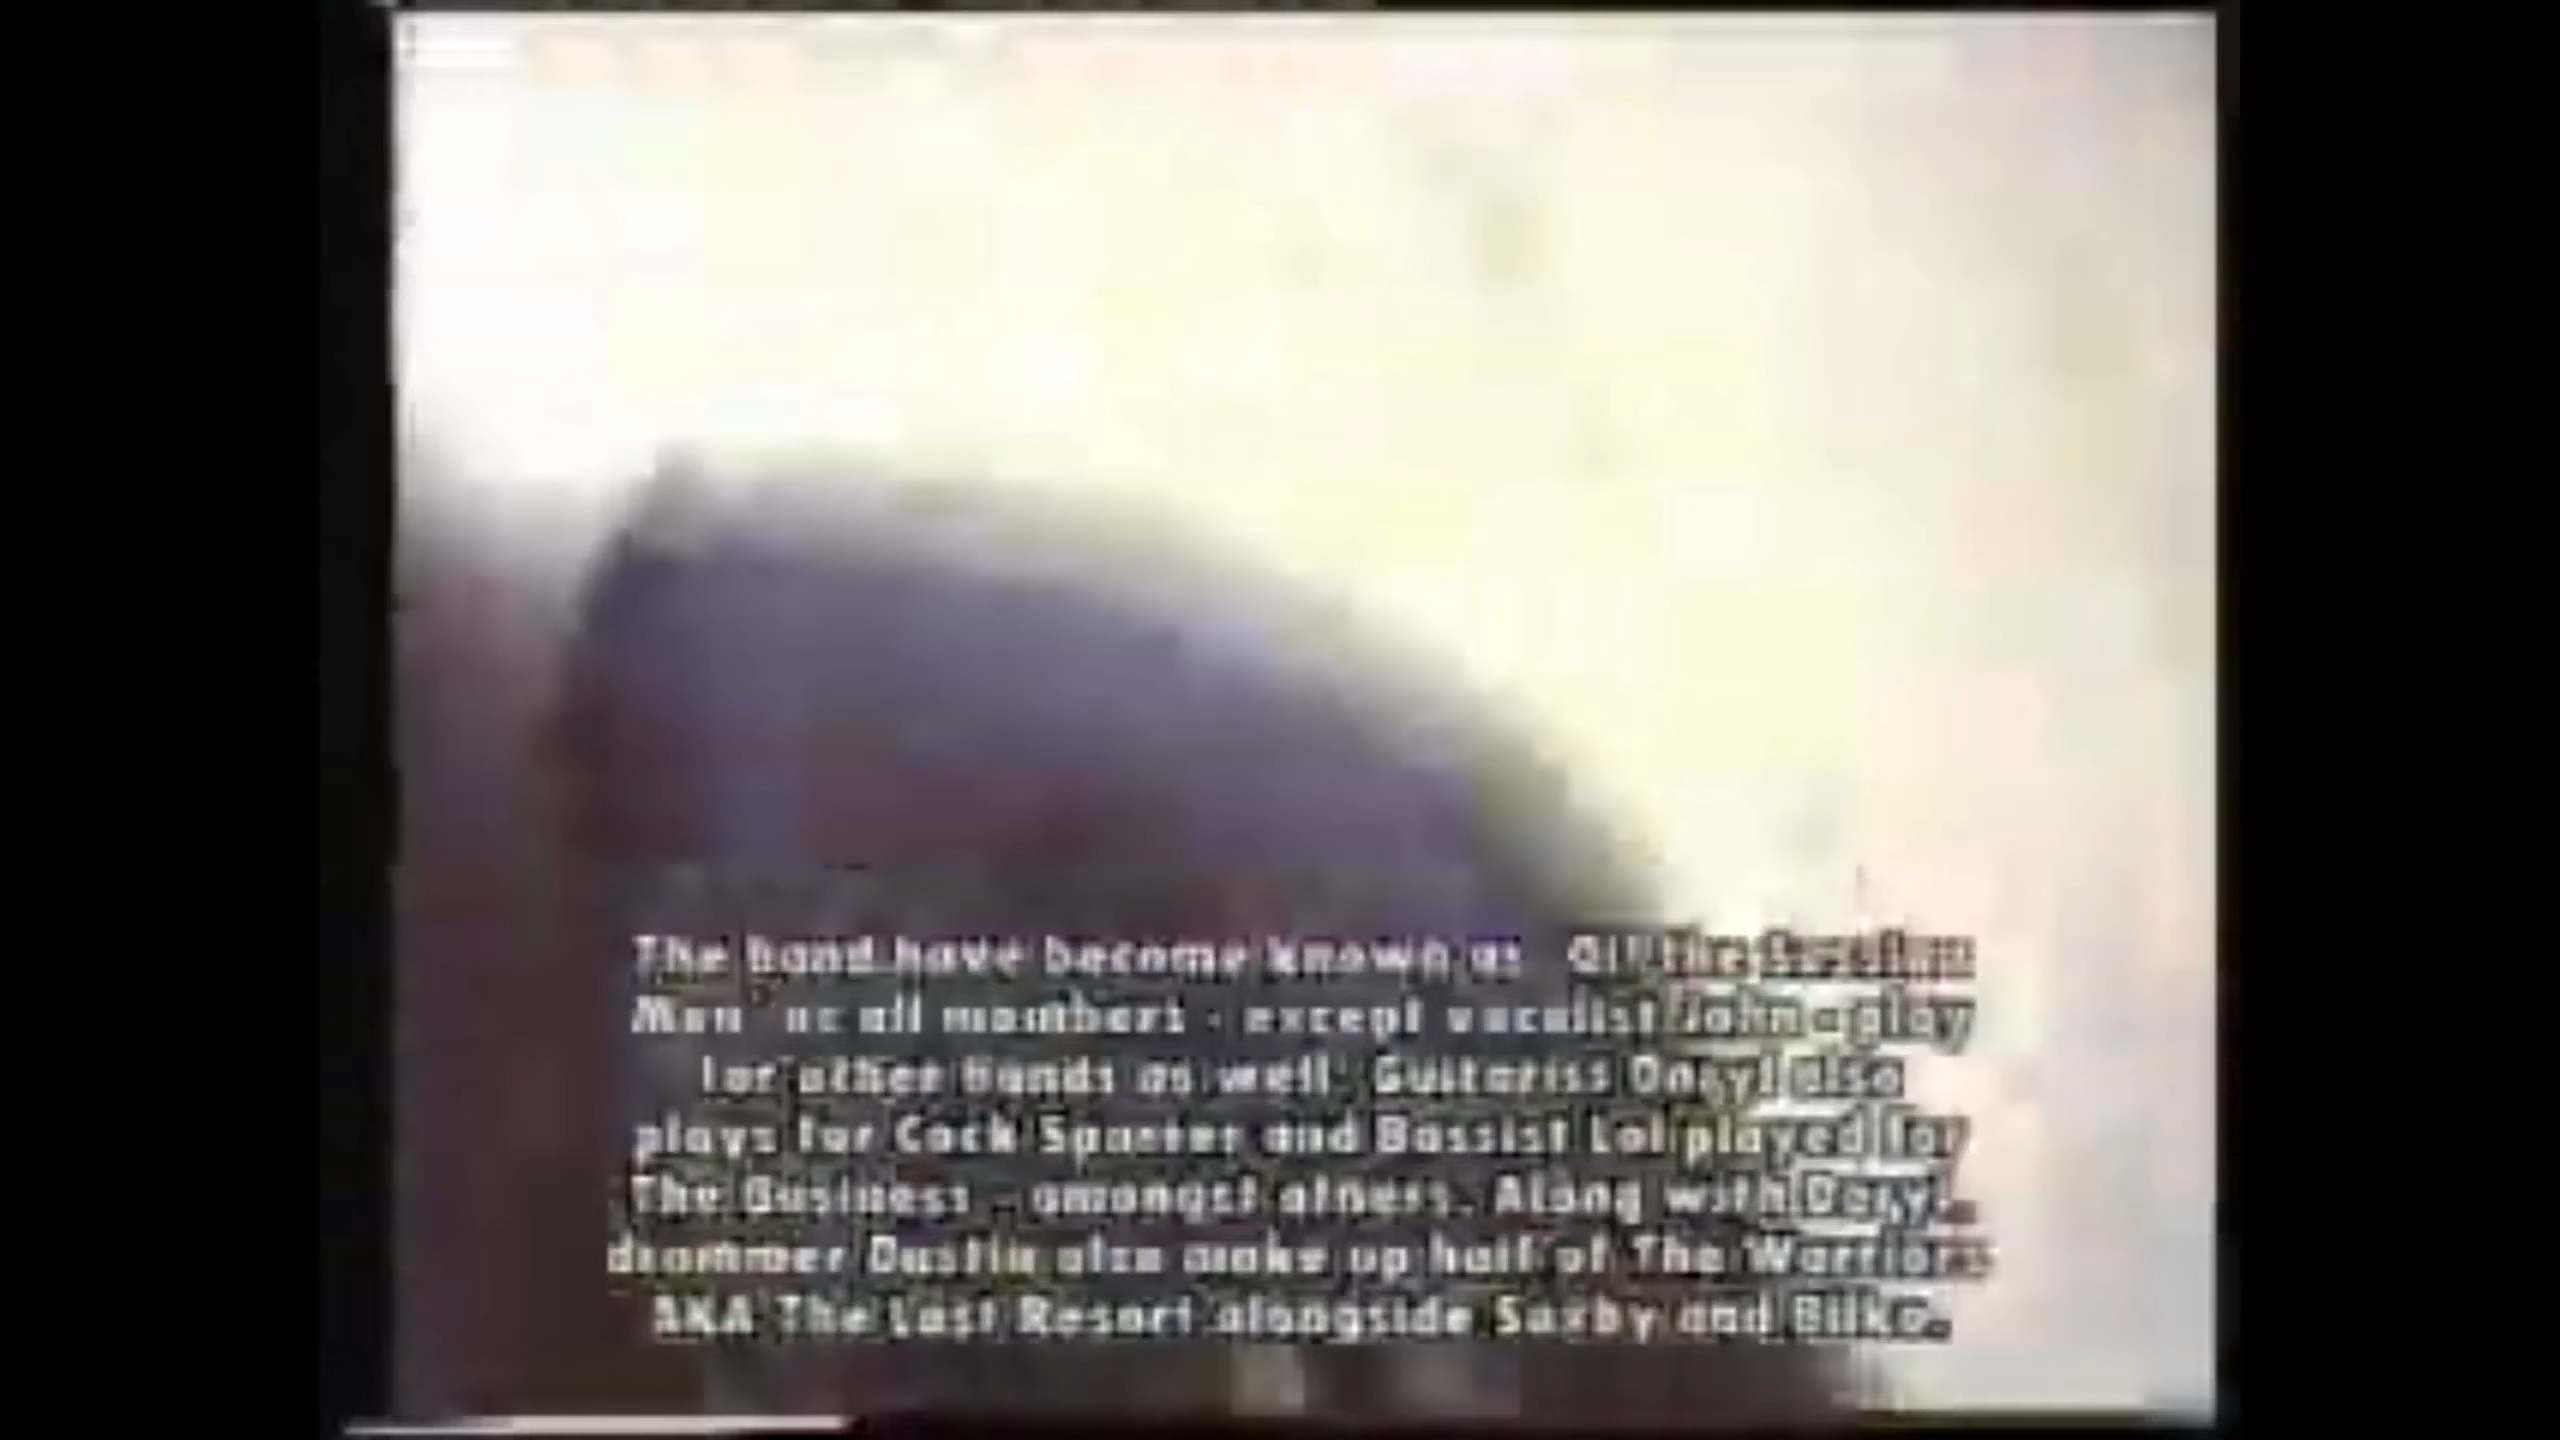 The band have become known as 'All the Session
Men' as all members - except vocalist John - play
for other bands as well. Guitarist Daryl also
plays for Cock Sparrer and Bassist Lol played for
The Business - amongst others. Along with Daryl,
drummer Dustin also make up half of The Warriors
AKA The Last Resort alongside Saxby and Bilko.